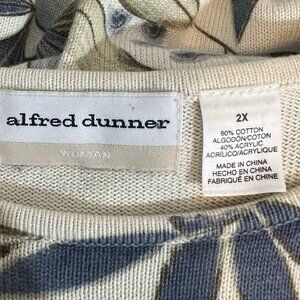 alfred dunner
WOMAN
2X
60% COTTON
ALGODÓN/COTON
40% ACRYLIC
ACRÍLICO/ACRYLIQUE
MADE IN CHINA
HECHO EN CHINA
FABRIQUÉ EN CHINE